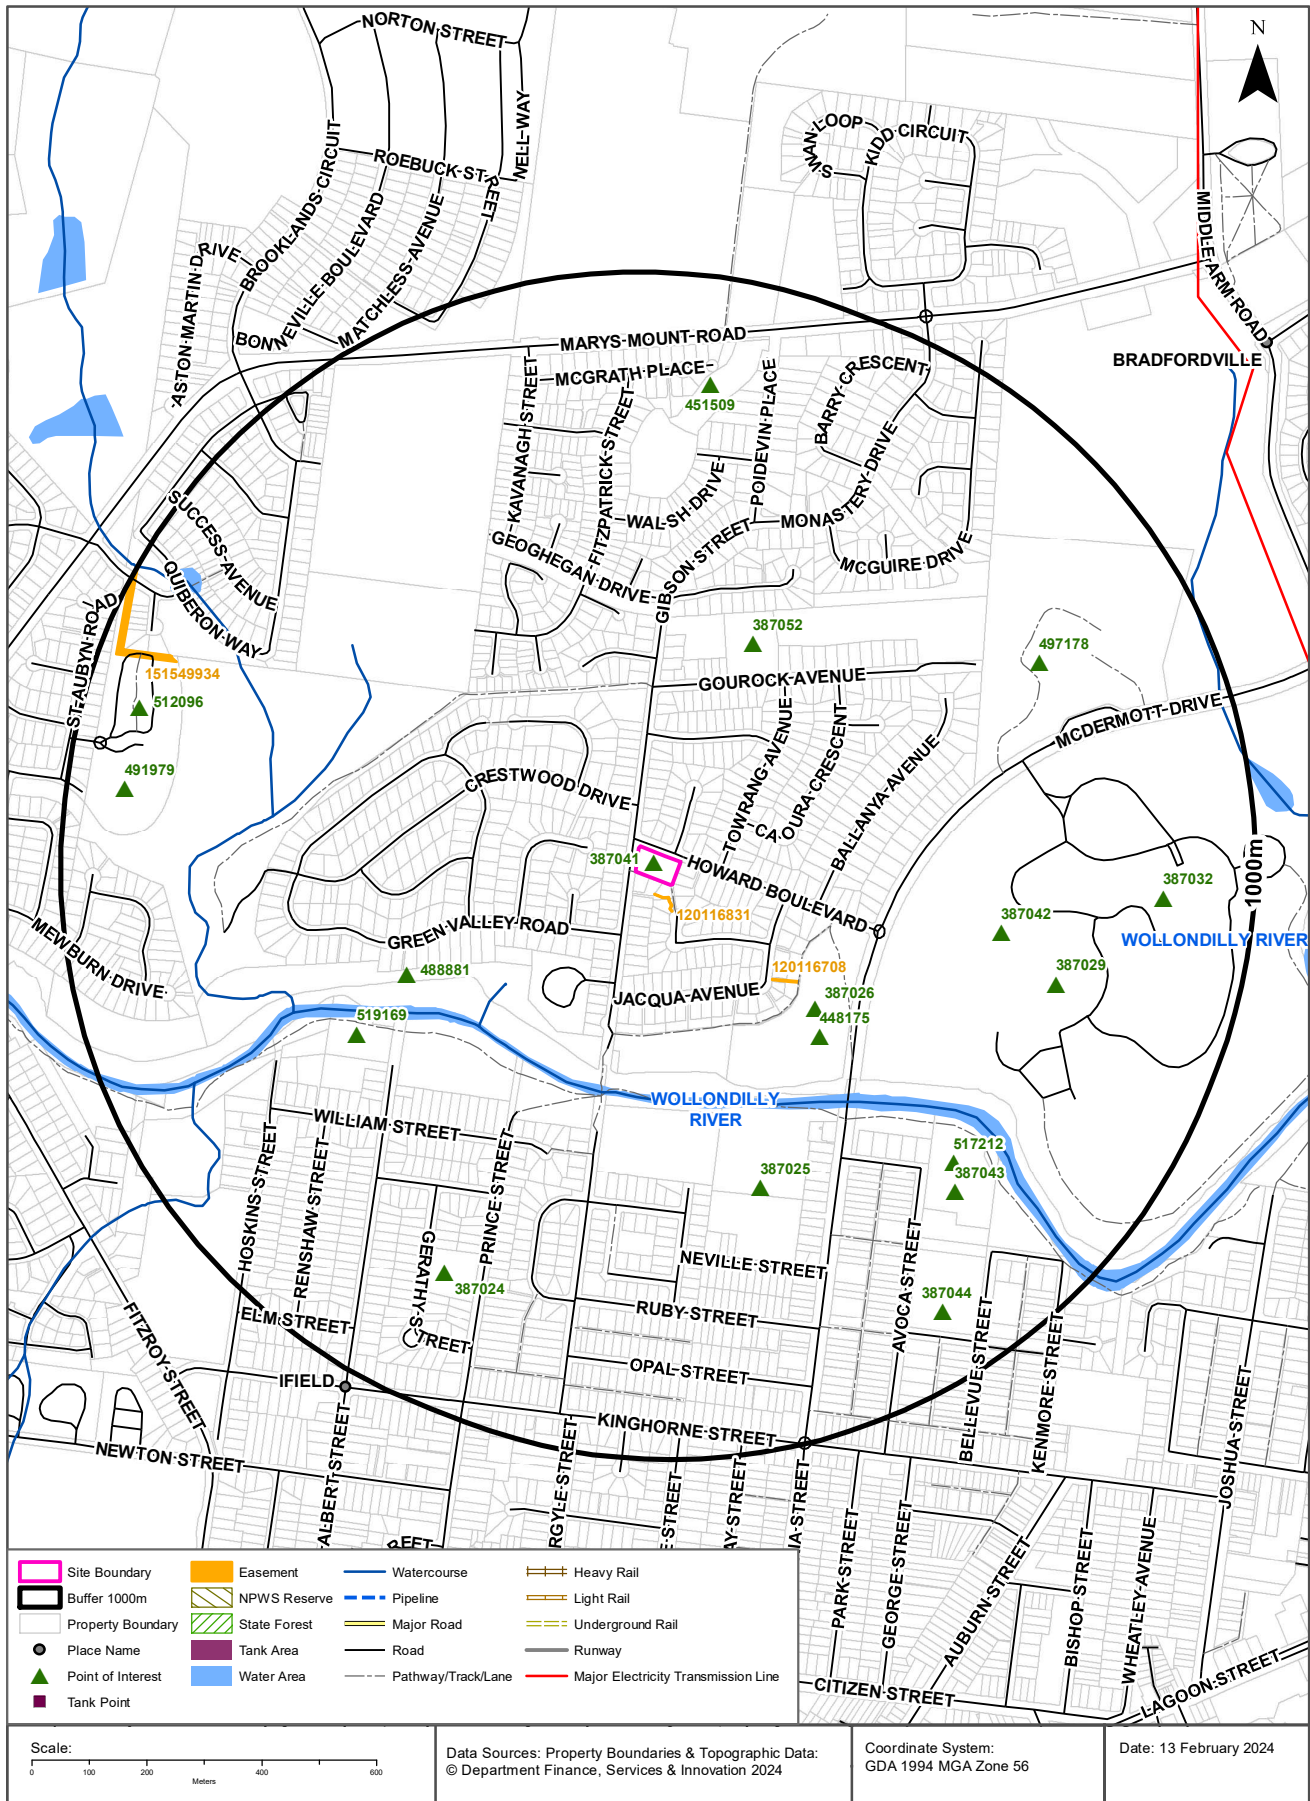 NORTON STREET
N
NELL WAY
SWAN LOOP
KIDD CIRCUIT
BROOKLANDS CIRCUIT
ROEBUCK STREET
BONNEVILLE BOULEVARD
MATCHLESS AVENUE
ASTON MARTIN DRIVE
MIDDLE ARM ROAD
MARYS MOUNT ROAD
BRADFORDVILLE
MCGRATH PLACE
451509
KAVANAGH STREET
FITZPATRICK STREET
POIDEVIN PLACE
BARRY CRESCENT
WALSH DRIVE
MONASTERY DRIVE
SUCCESS AVENUE
QUIBERON WAY
GEOGHEGAN DRIVE
GIBSON STREET
MCGUIRE DRIVE
ST AUBYN ROAD
151549934
512096
491979
387052
497178
GOUROCK AVENUE
MCDERMOTT DRIVE
CRESTWOOD DRIVE
TOWRANG AVENUE
CAOURA CRESCENT
BALLANYA AVENUE
387041
HOWARD BOULEVARD
1000m
387032
120116831
387042
WOLLONDILLY RIVER
MEWBURN DRIVE
GREEN VALLEY ROAD
488881
120116708
387029
JACQUA AVENUE
387026
448175
519169
WOLLONDILLY
RIVER
WILLIAM STREET
517212
387043
387025
HOSKINS STREET
RENSHAW STREET
GERATHY STREET
PRINCE STREET
387024
NEVILLE STREET
AVOCA STREET
387044
RUBY STREET
ELM STREET
BELLEVUE STREET
KENMORE STREET
FITZROY STREET
IFIELD
OPAL STREET
KINGHORNE STREET
JOSHUA STREET
NEWTON STREET
ALBERT STREET
REET
RGYLE STREET
E STREET
AY STREET
IA STREET
PARK STREET
GEORGE STREET
AUBURN STREET
BISHOP STREET
WHEATLEY AVENUE
CITIZEN STREET
LAGOON STREET
Site Boundary
Buffer 1000m
Property Boundary
Place Name
Point of Interest
Tank Point
Easement
NPWS Reserve
State Forest
Tank Area
Water Area
Watercourse
Pipeline
Major Road
Road
Pathway/Track/Lane
Heavy Rail
Light Rail
Underground Rail
Runway
Major Electricity Transmission Line
Scale:
0 100 200 400 600
Meters
Data Sources: Property Boundaries & Topographic Data:
© Department Finance, Services & Innovation 2024
Coordinate System:
GDA 1994 MGA Zone 56
Date: 13 February 2024